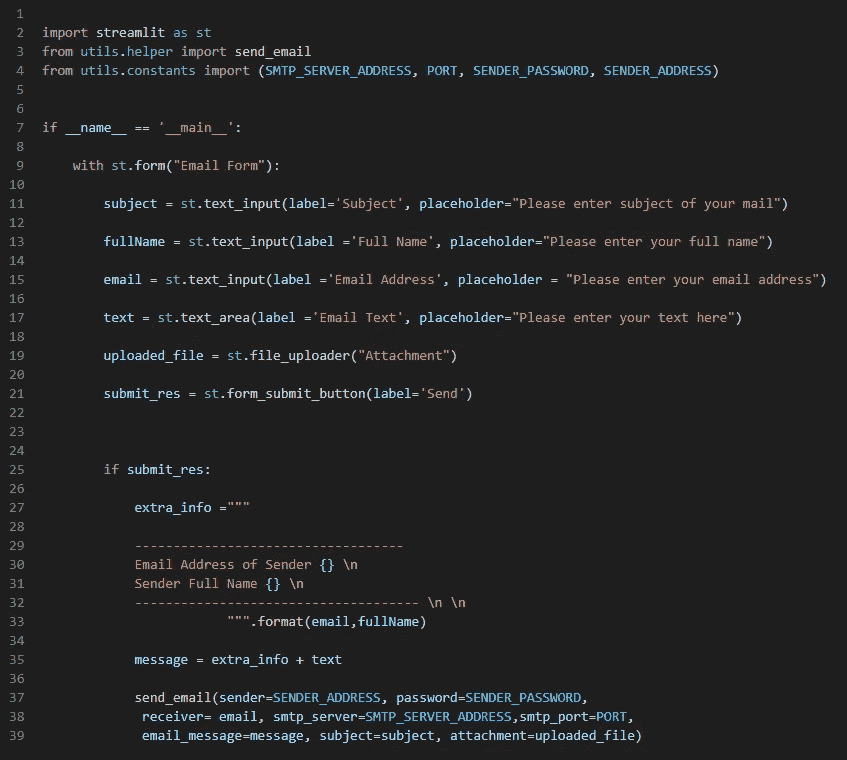 1
2 import streamlit as st
3 from utils.helper import send_email
4 from utils.constants import (SMTP_SERVER_ADDRESS, PORT, SENDER_PASSWORD, SENDER_ADDRESS)
5
6
7 if __name__ == '__main__':
8
9     with st.form("Email Form"):
10
11         subject = st.text_input(label='Subject', placeholder="Please enter subject of your mail")
12
13         fullName = st.text_input(label ='Full Name', placeholder="Please enter your full name")
14
15         email = st.text_input(label ='Email Address', placeholder = "Please enter your email address")
16
17         text = st.text_area(label ='Email Text', placeholder="Please enter your text here")
18
19         uploaded_file = st.file_uploader("Attachment")
20
21         submit_res = st.form_submit_button(label='Send')
22
23
24
25         if submit_res:
26
27             extra_info ="""
28
29             -----------------------------------
30             Email Address of Sender {} \n
31             Sender Full Name {} \n
32             ------------------------------------- \n \n
33                         """.format(email,fullName)
34
35             message = extra_info + text
36
37             send_email(sender=SENDER_ADDRESS, password=SENDER_PASSWORD,
38              receiver= email, smtp_server=SMTP_SERVER_ADDRESS,smtp_port=PORT,
39              email_message=message, subject=subject, attachment=uploaded_file)